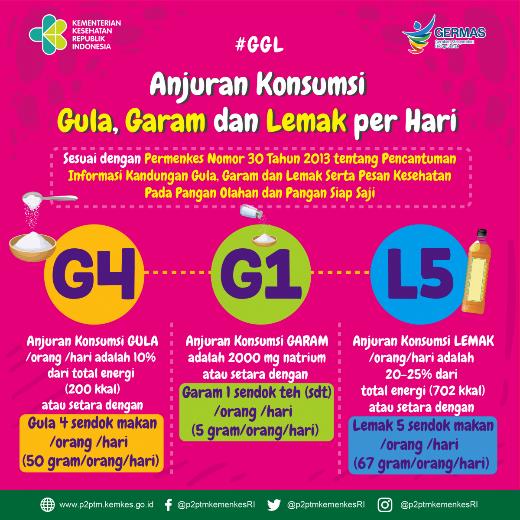 KEMENTERIAN
KESEHATAN
REPUBLIK
INDONESIA
GERMAS
#GGL
Anjuran Konsumsi
Gula, Garam dan Lemak per Hari
Sesuai dengan Permenkes Nomor 30 Tahun 2013 tentang Pencantuman
Informasi Kandungan Gula, Garam dan Lemak Serta Pesan Kesehatan
Pada Pangan Olahan dan Pangan Siap Saji
G4
Anjuran Konsumsi GULA
/orang /hari adalah 10%
dari total energi
(200 kkal)
atau setara dengan
Gula 4 sendok makan
/orang /hari
(50 gram/orang/hari)
G1
Anjuran Konsumsi GARAM
adalah 2000 mg natrium
atau setara dengan
Garam 1 sendok teh (sdt)
/orang /hari
(5 gram/orang/hari)
L5
Anjuran Konsumsi LEMAK
/orang/hari adalah
20-25% dari
total energi (702 kkal)
atau setara dengan
Lemak 5 sendok makan
/orang /hari
(67 gram/orang/hari)
www.p2ptm.kemkes.go.id
@p2ptmkemenkesRI
@p2ptmkemenkesRI
@p2ptmkemenkesRI